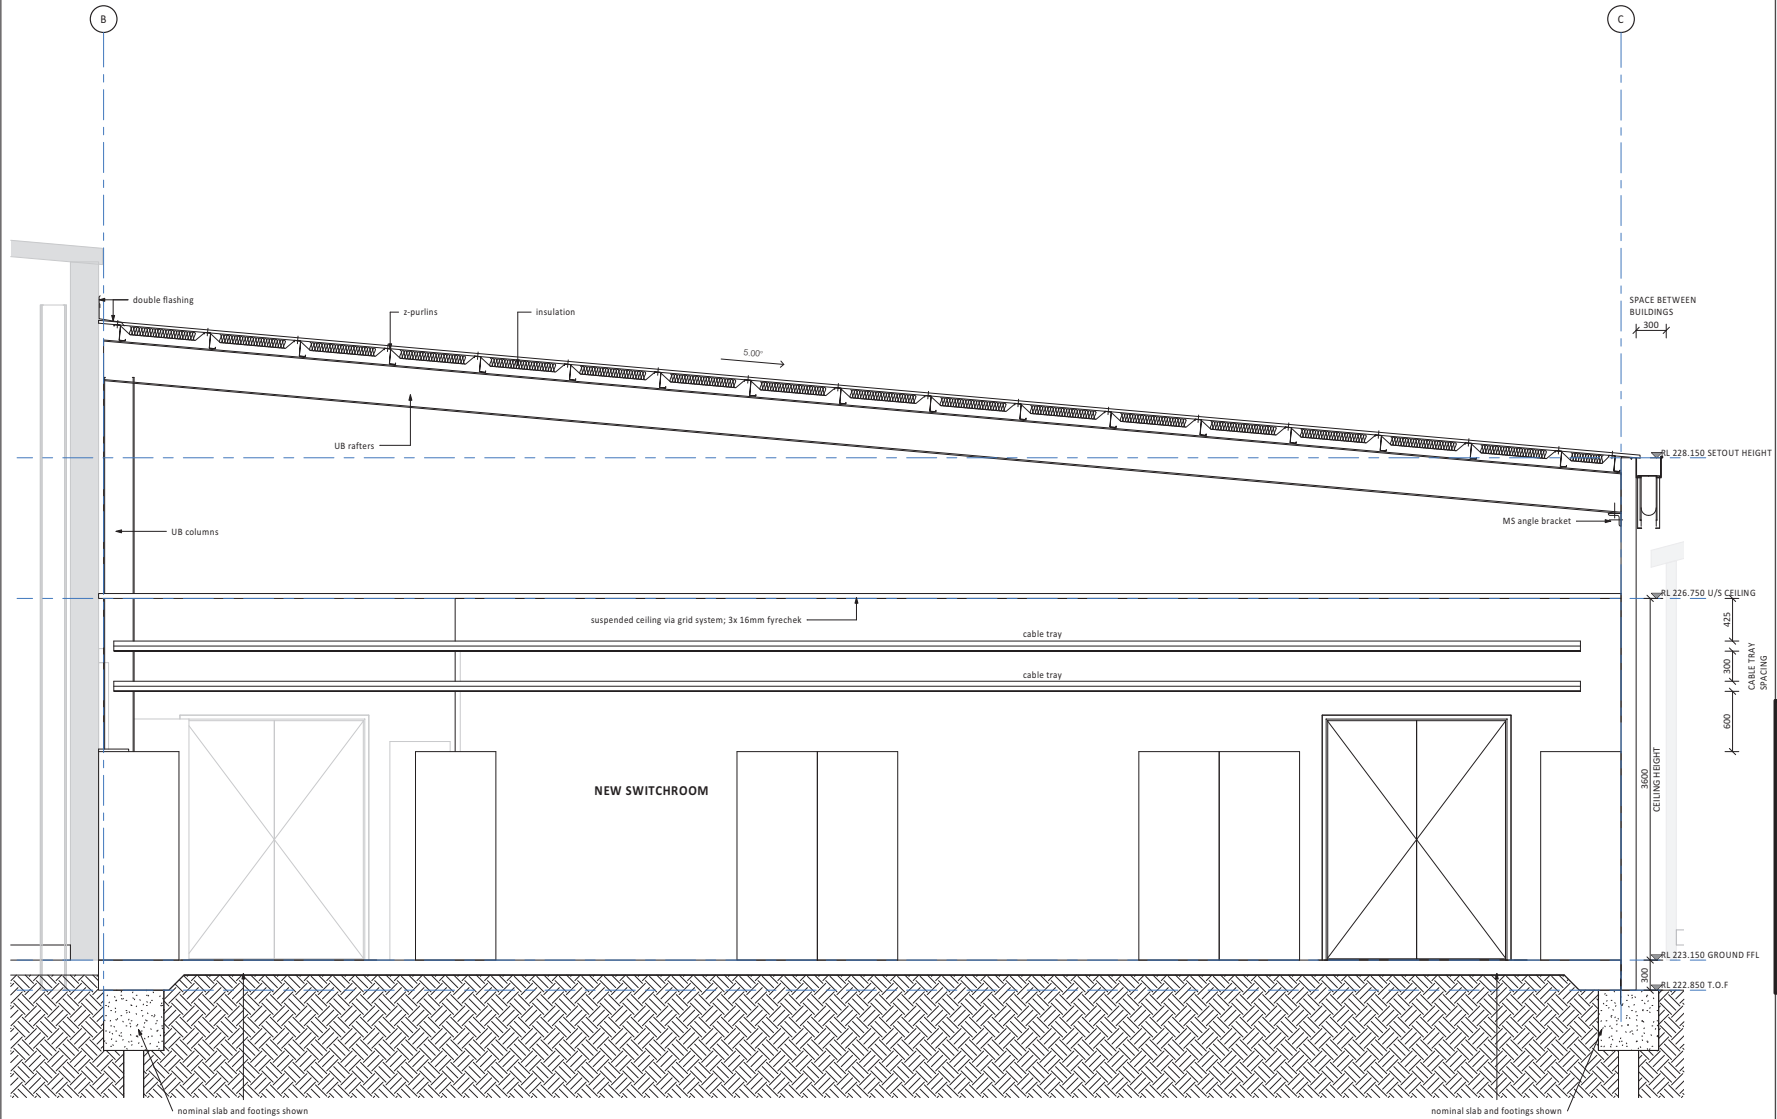 B
C
double flashing
z-purlins
insulation
SPACE BETWEEN
BUILDINGS
300
5.00°
UB rafters
RL 228.150 SETOUT HEIGHT
MS angle bracket
UB columns
RL 226.750 U/S CEILING
suspended ceiling via grid system; 3x 16mm fyrechek
425
cable tray
300
CABLE TRAY
SPACING
cable tray
600
NEW SWITCHROOM
3600
CEILING HEIGHT
RL 223.150 GROUND FFL
300
RL 222.850 T.O.F
nominal slab and footings shown
nominal slab and footings shown